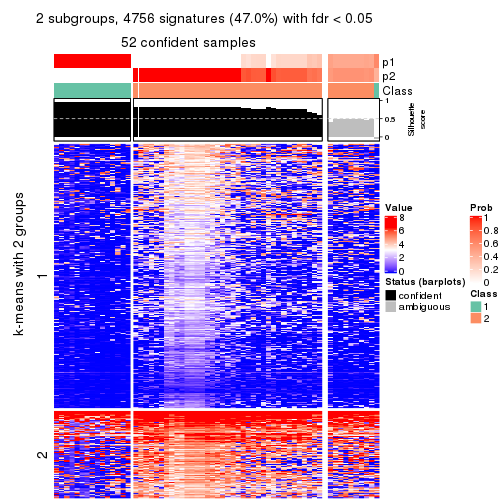 2 subgroups, 4756 signatures (47.0%) with fdr < 0.05
52 confident samples
p1
p2
Class
1
0.5
0
Silhouette
score
k-means with 2 groups
1
2
Value
8
6
4
2
0
Status (barplots)
confident
ambiguous
Prob
1
0.8
0.6
0.4
0.2
0
Class
1
2